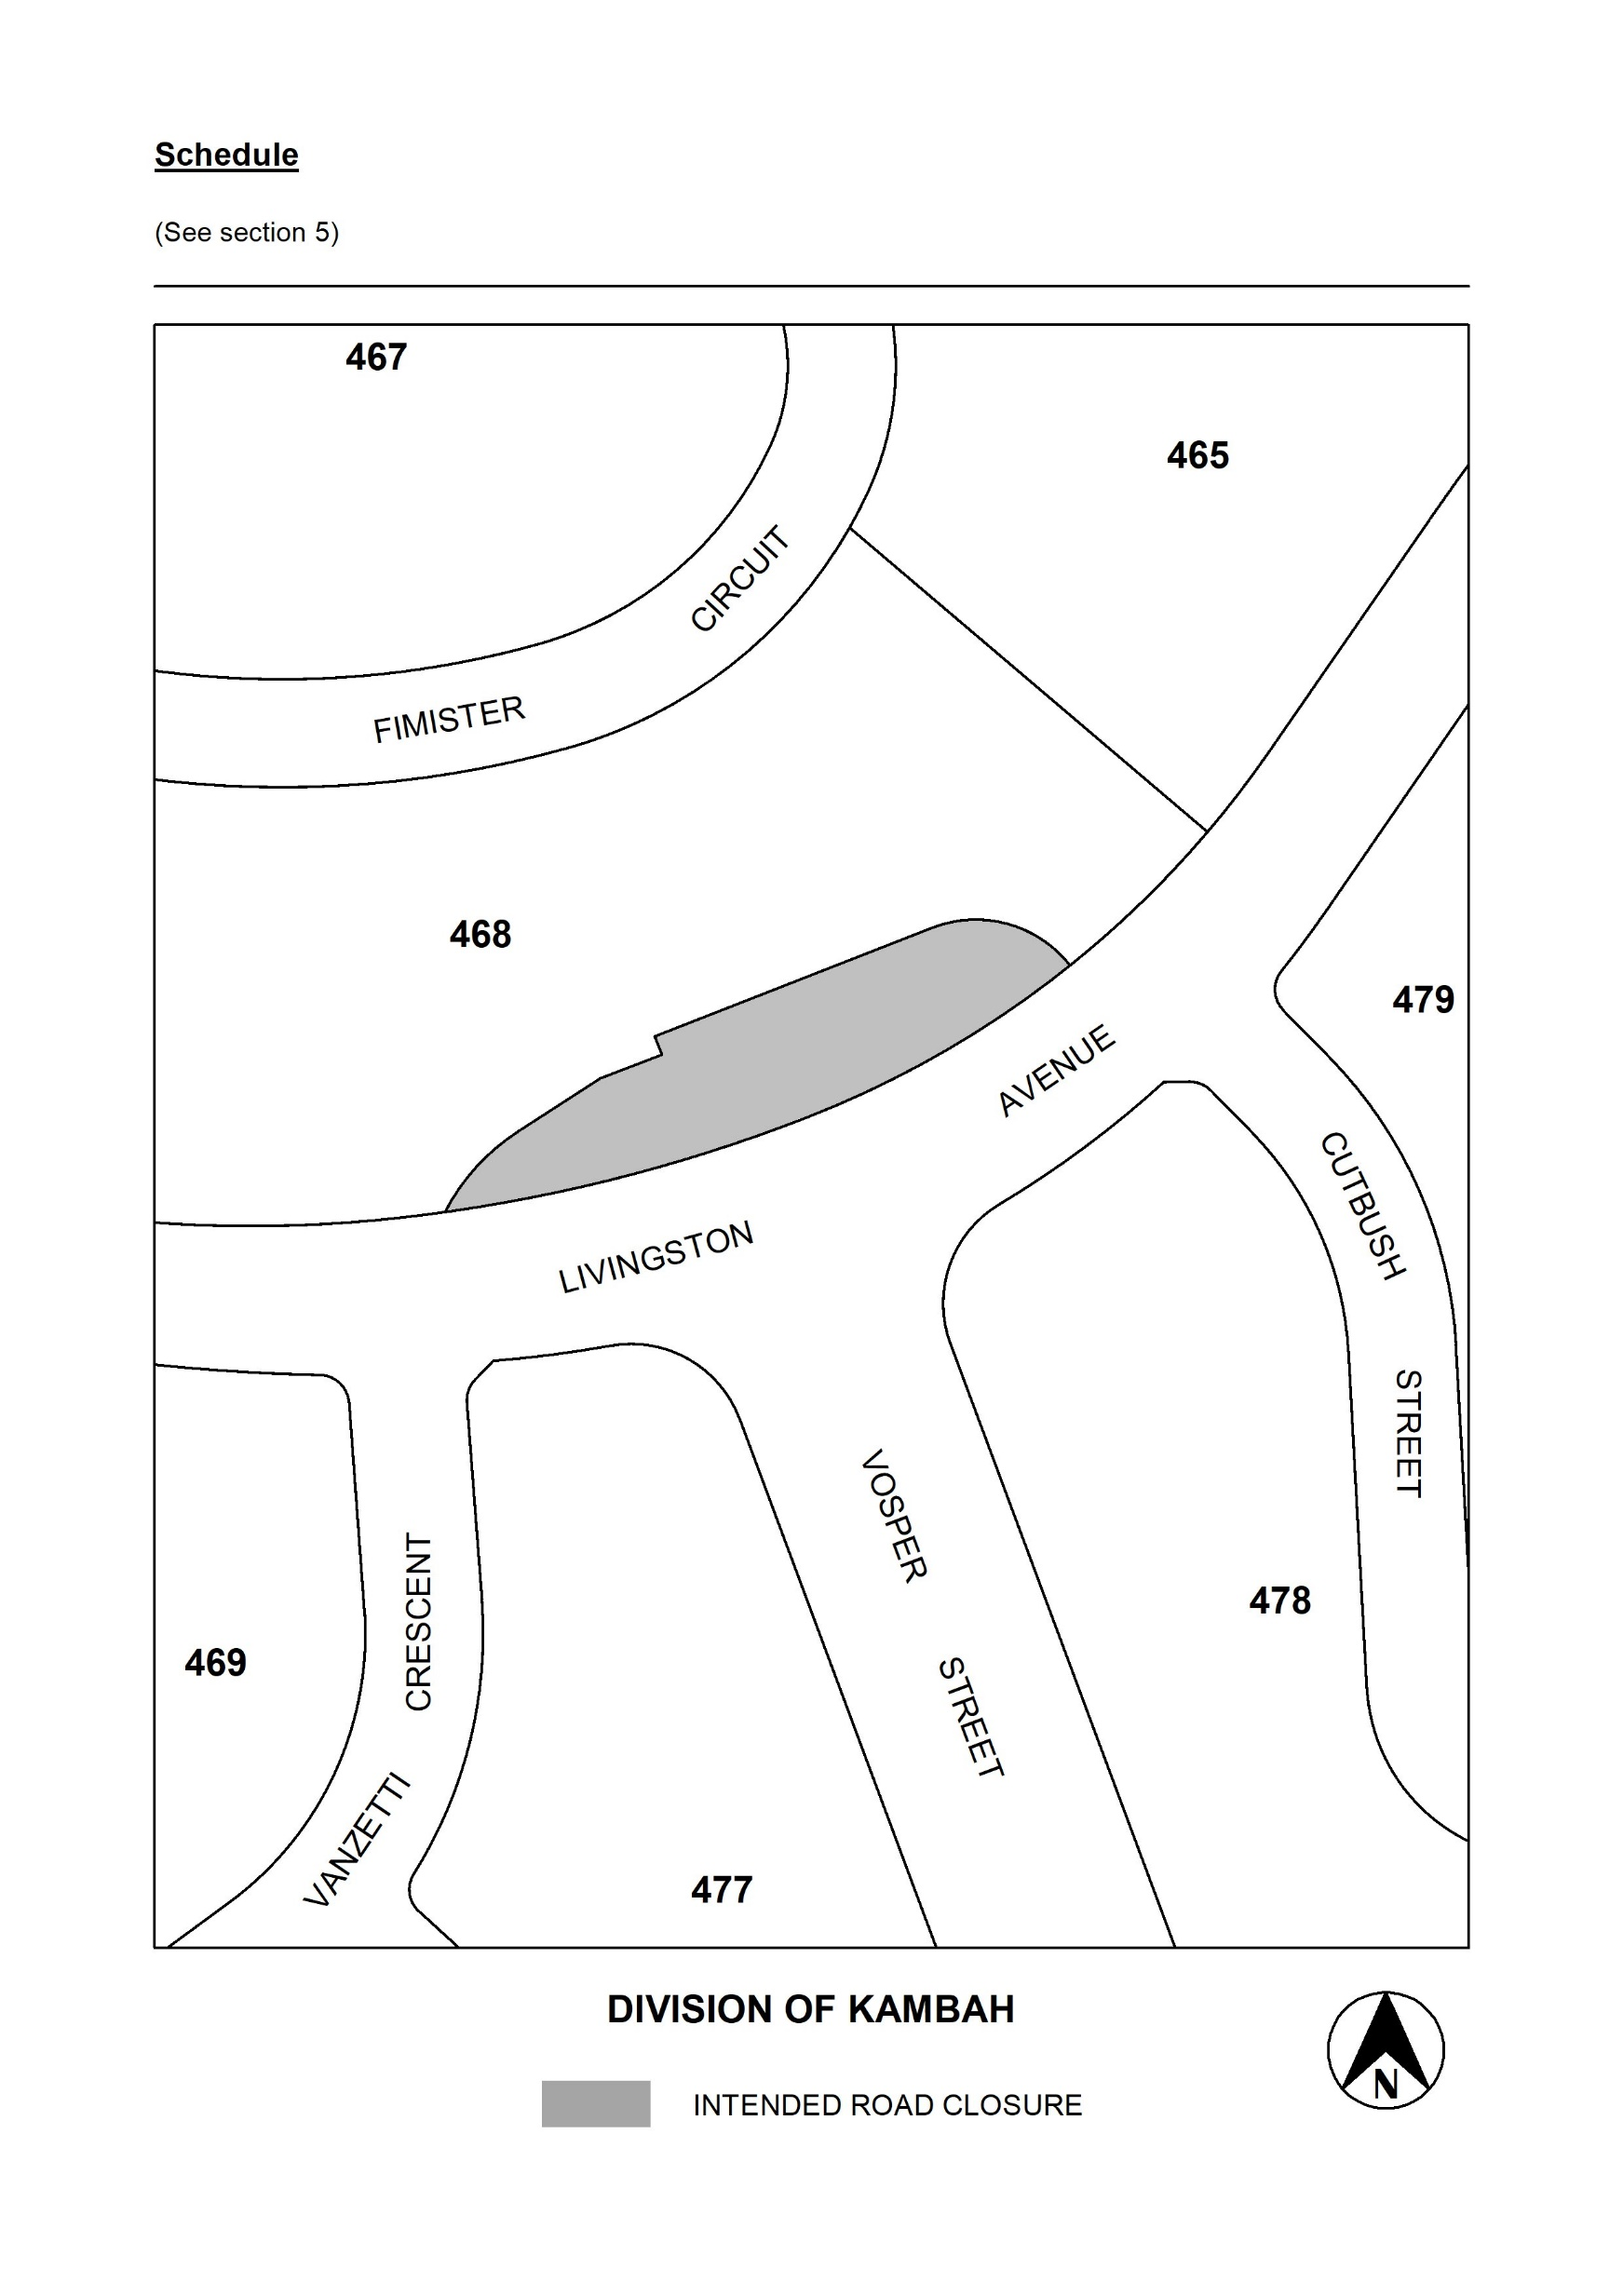 Schedule
(See section 5)
467
465
CIRCUIT
FIMISTER
468
479
AVENUE
CUTBUSH
LIVINGSTON
STREET
VOSPER
CRESCENT
478
469
STREET
VANZETTI
477
DIVISION OF KAMBAH
INTENDED ROAD CLOSURE
N